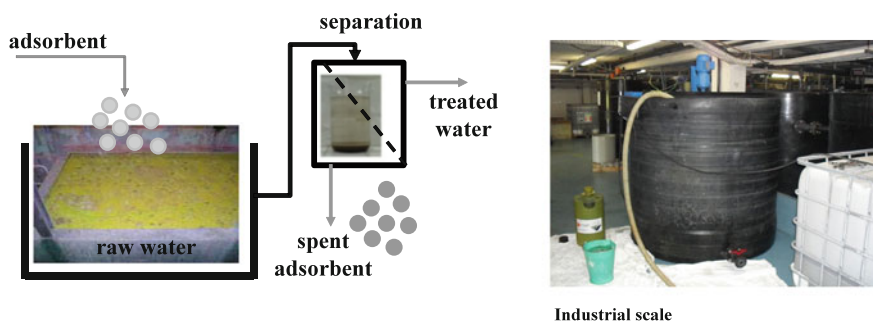 separation
adsorbent
treated
water
raw water
spent
adsorbent
Industrial scale